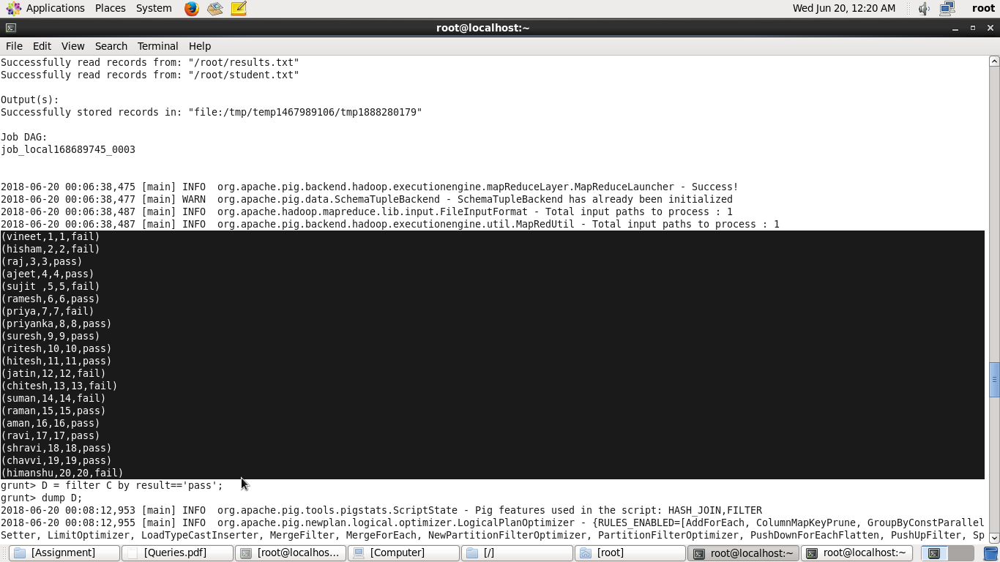 Applications Places System Wed Jun 20, 12:20 AM root
root@localhost:~
File Edit View Search Terminal Help
Successfully read records from: "/root/results.txt"
Successfully read records from: "/root/student.txt"
Output(s):
Successfully stored records in: "file:/tmp/temp1467989106/tmp1888280179"
Job DAG:
job_local168689745_0003
2018-06-20 00:06:38,475 [main] INFO  org.apache.pig.backend.hadoop.executionengine.mapReduceLayer.MapReduceLauncher - Success!
2018-06-20 00:06:38,477 [main] WARN  org.apache.pig.data.SchemaTupleBackend - SchemaTupleBackend has already been initialized
2018-06-20 00:06:38,487 [main] INFO  org.apache.hadoop.mapreduce.lib.input.FileInputFormat - Total input paths to process : 1
2018-06-20 00:06:38,487 [main] INFO  org.apache.pig.backend.hadoop.executionengine.util.MapRedUtil - Total input paths to process : 1
(vineet,1,1,fail)
(hisham,2,2,fail)
(raj,3,3,pass)
(ajeet,4,4,pass)
(sujit ,5,5,fail)
(ramesh,6,6,pass)
(priya,7,7,fail)
(priyanka,8,8,pass)
(suresh,9,9,pass)
(ritesh,10,10,pass)
(hitesh,11,11,pass)
(jatin,12,12,fail)
(chitesh,13,13,fail)
(suman,14,14,fail)
(raman,15,15,pass)
(aman,16,16,pass)
(ravi,17,17,pass)
(shravi,18,18,pass)
(chavvi,19,19,pass)
(himanshu,20,20,fail)
grunt> D = filter C by result=='pass';
grunt> dump D;
2018-06-20 00:08:12,953 [main] INFO  org.apache.pig.tools.pigstats.ScriptState - Pig features used in the script: HASH_JOIN,FILTER
2018-06-20 00:08:12,955 [main] INFO  org.apache.pig.newplan.logical.optimizer.LogicalPlanOptimizer - {RULES_ENABLED=[AddForEach, ColumnMapKeyPrune, GroupByConstParallel
Setter, LimitOptimizer, LoadTypeCastInserter, MergeFilter, MergeForEach, NewPartitionFilterOptimizer, PartitionFilterOptimizer, PushDownForEachFlatten, PushUpFilter, Sp
[Assignment] [Queries.pdf] [root@localhos... [Computer] [/] [root] root@localhost:~ root@localhost:~